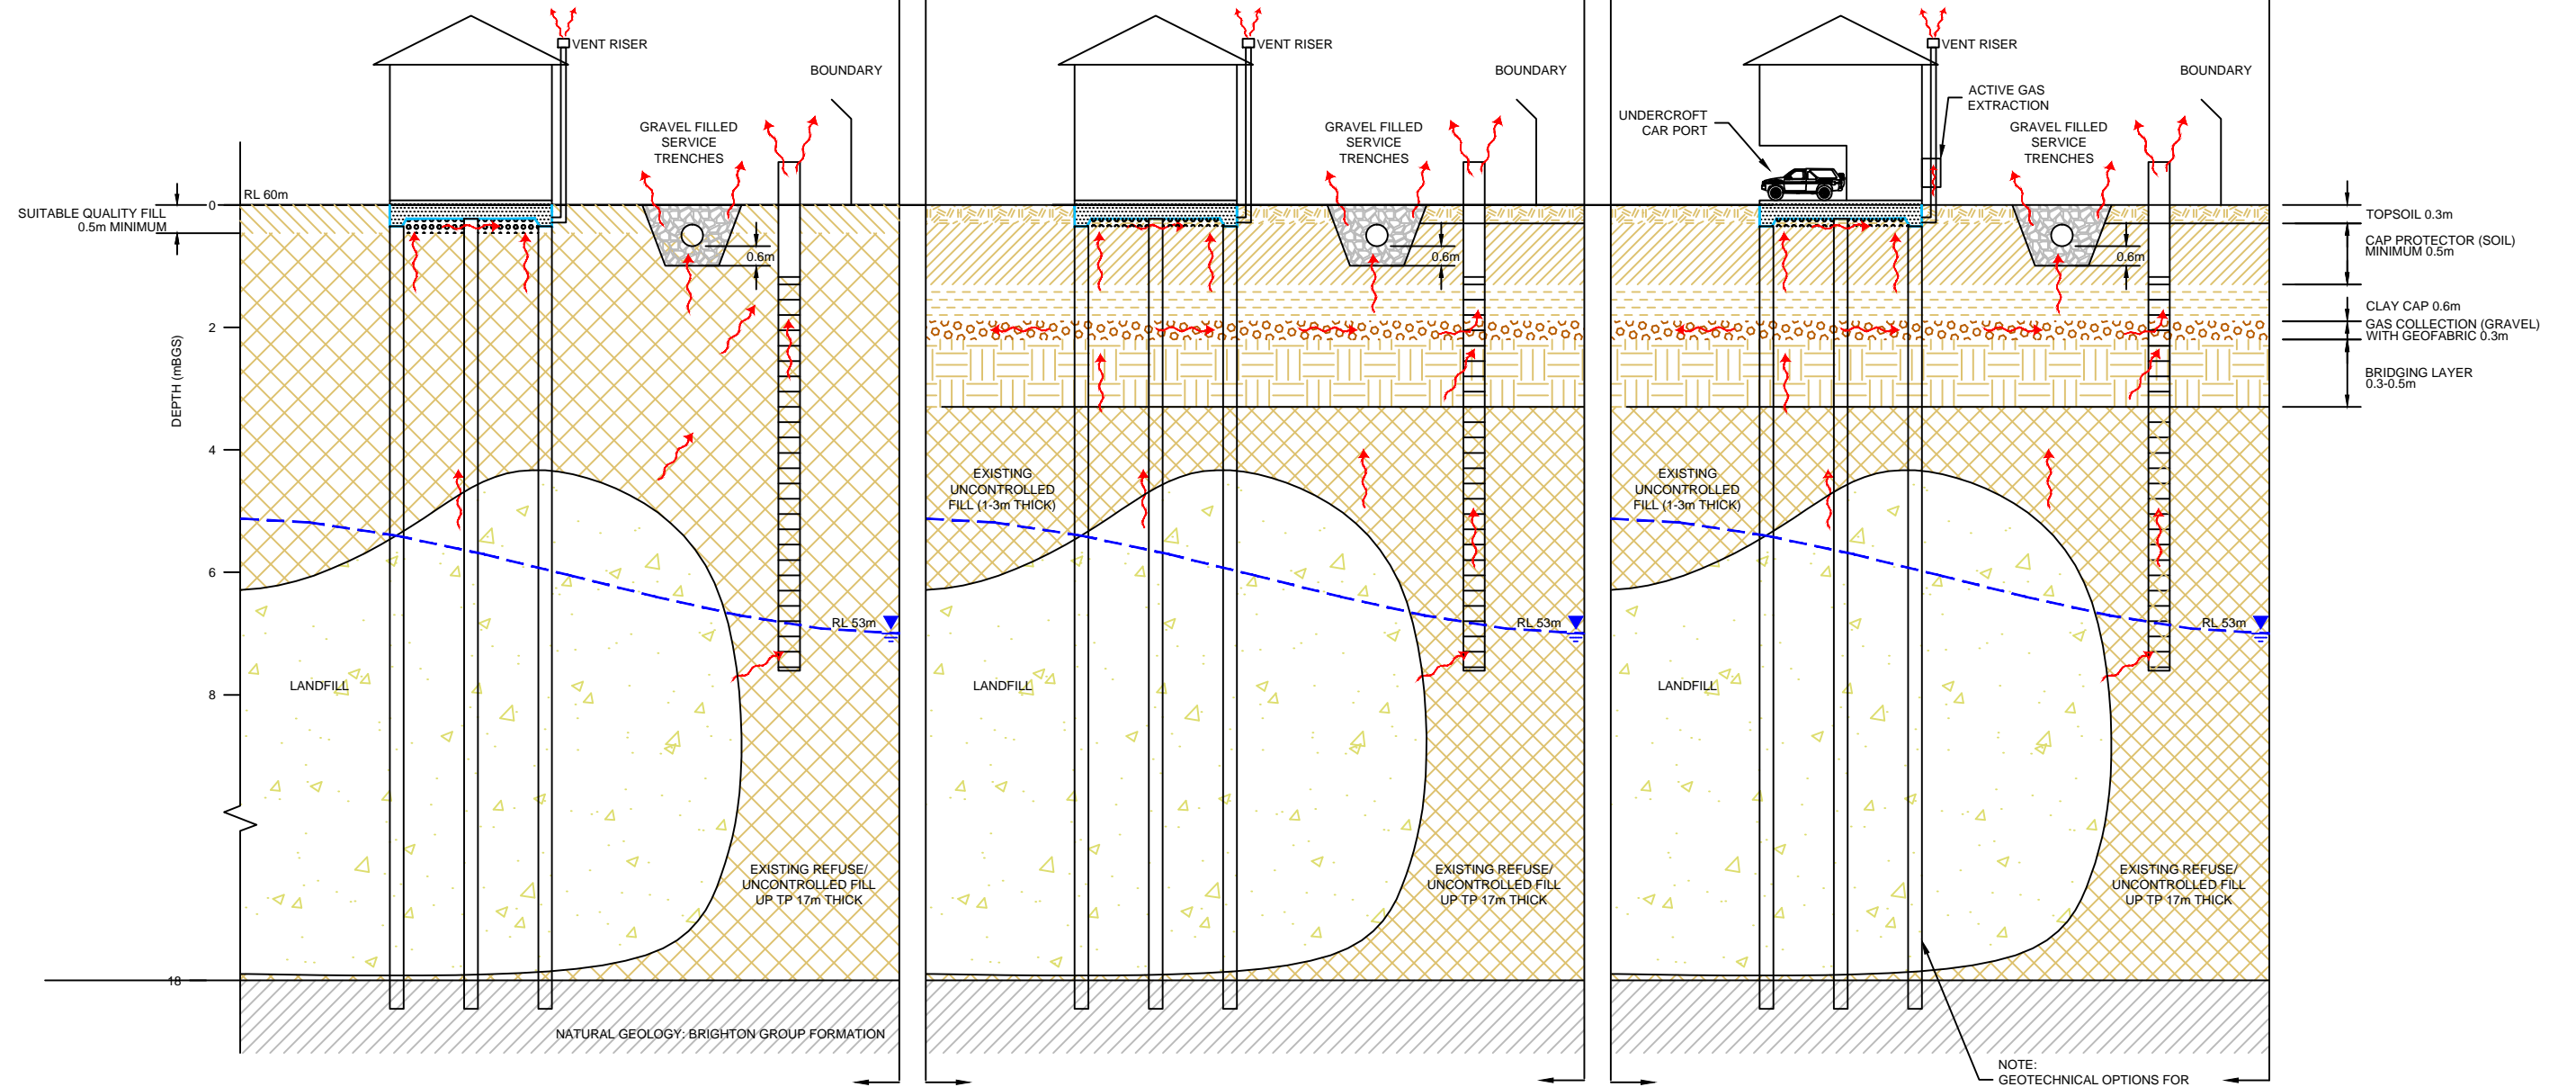 VENT RISER
BOUNDARY
GRAVEL FILLED
SERVICE
TRENCHES
RL 60m
SUITABLE QUALITY FILL
0.5m MINIMUM
0
0.6m
2
DEPTH (mBGS)
4
6
RL 53m
LANDFILL
8
EXISTING REFUSE/
UNCONTROLLED FILL
UP TP 17m THICK
18
NATURAL GEOLOGY: BRIGHTON GROUP FORMATION
VENT RISER
BOUNDARY
GRAVEL FILLED
SERVICE
TRENCHES
0.6m
EXISTING
UNCONTROLLED
FILL (1-3m THICK)
RL 53m
LANDFILL
EXISTING REFUSE/
UNCONTROLLED FILL
UP TP 17m THICK
VENT RISER
BOUNDARY
ACTIVE GAS
EXTRACTION
UNDERCROFT
CAR PORT
GRAVEL FILLED
SERVICE
TRENCHES
0.6m
EXISTING
UNCONTROLLED
FILL (1-3m THICK)
RL 53m
LANDFILL
EXISTING REFUSE/
UNCONTROLLED FILL
UP TP 17m THICK
NOTE:
GEOTECHNICAL OPTIONS FOR
TOPSOIL 0.3m
CAP PROTECTOR (SOIL)
MINIMUM 0.5m
CLAY CAP 0.6m
GAS COLLECTION (GRAVEL)
WITH GEOFABRIC 0.3m
BRIDGING LAYER
0.3-0.5m